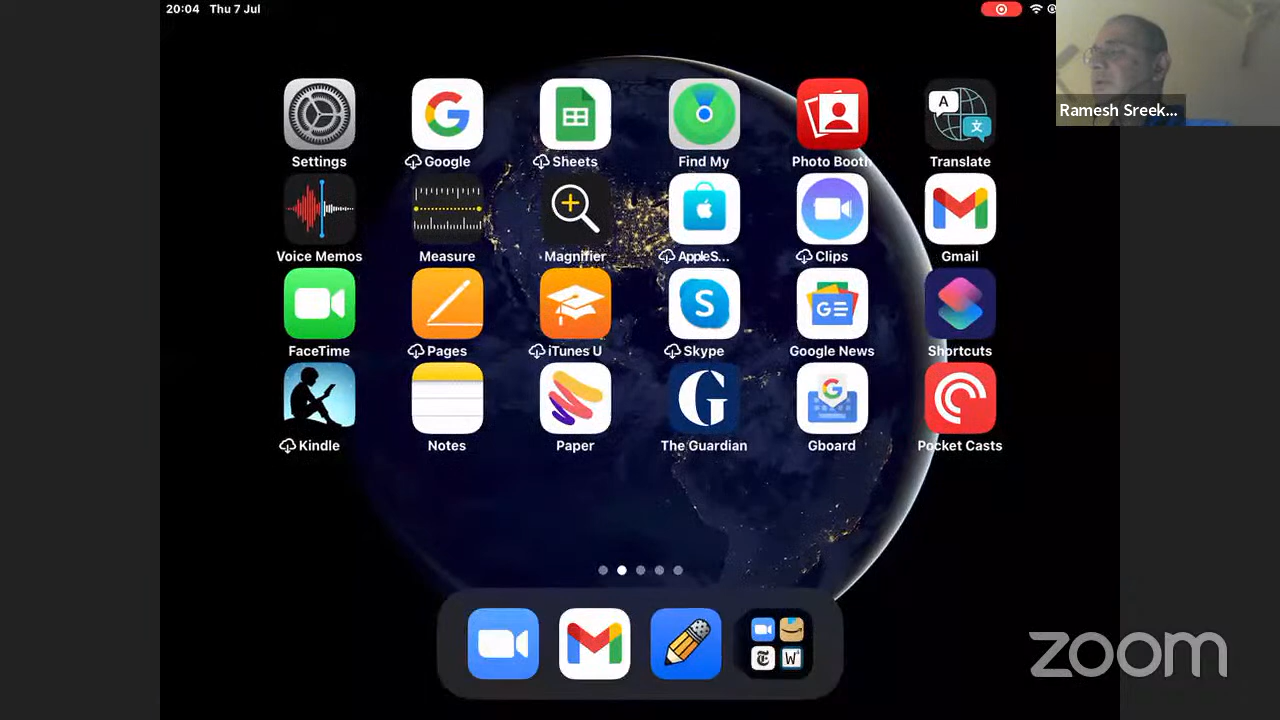 20:04 Thu 7 Jul
Ramesh Sreek...
Settings Google Sheets Find My Photo Booth Translate
Voice Memos Measure Magnifier Apple S... Clips Gmail
FaceTime Pages iTunes U Skype Google News Shortcuts
Kindle Notes Paper The Guardian Gboard Pocket Casts
zoom